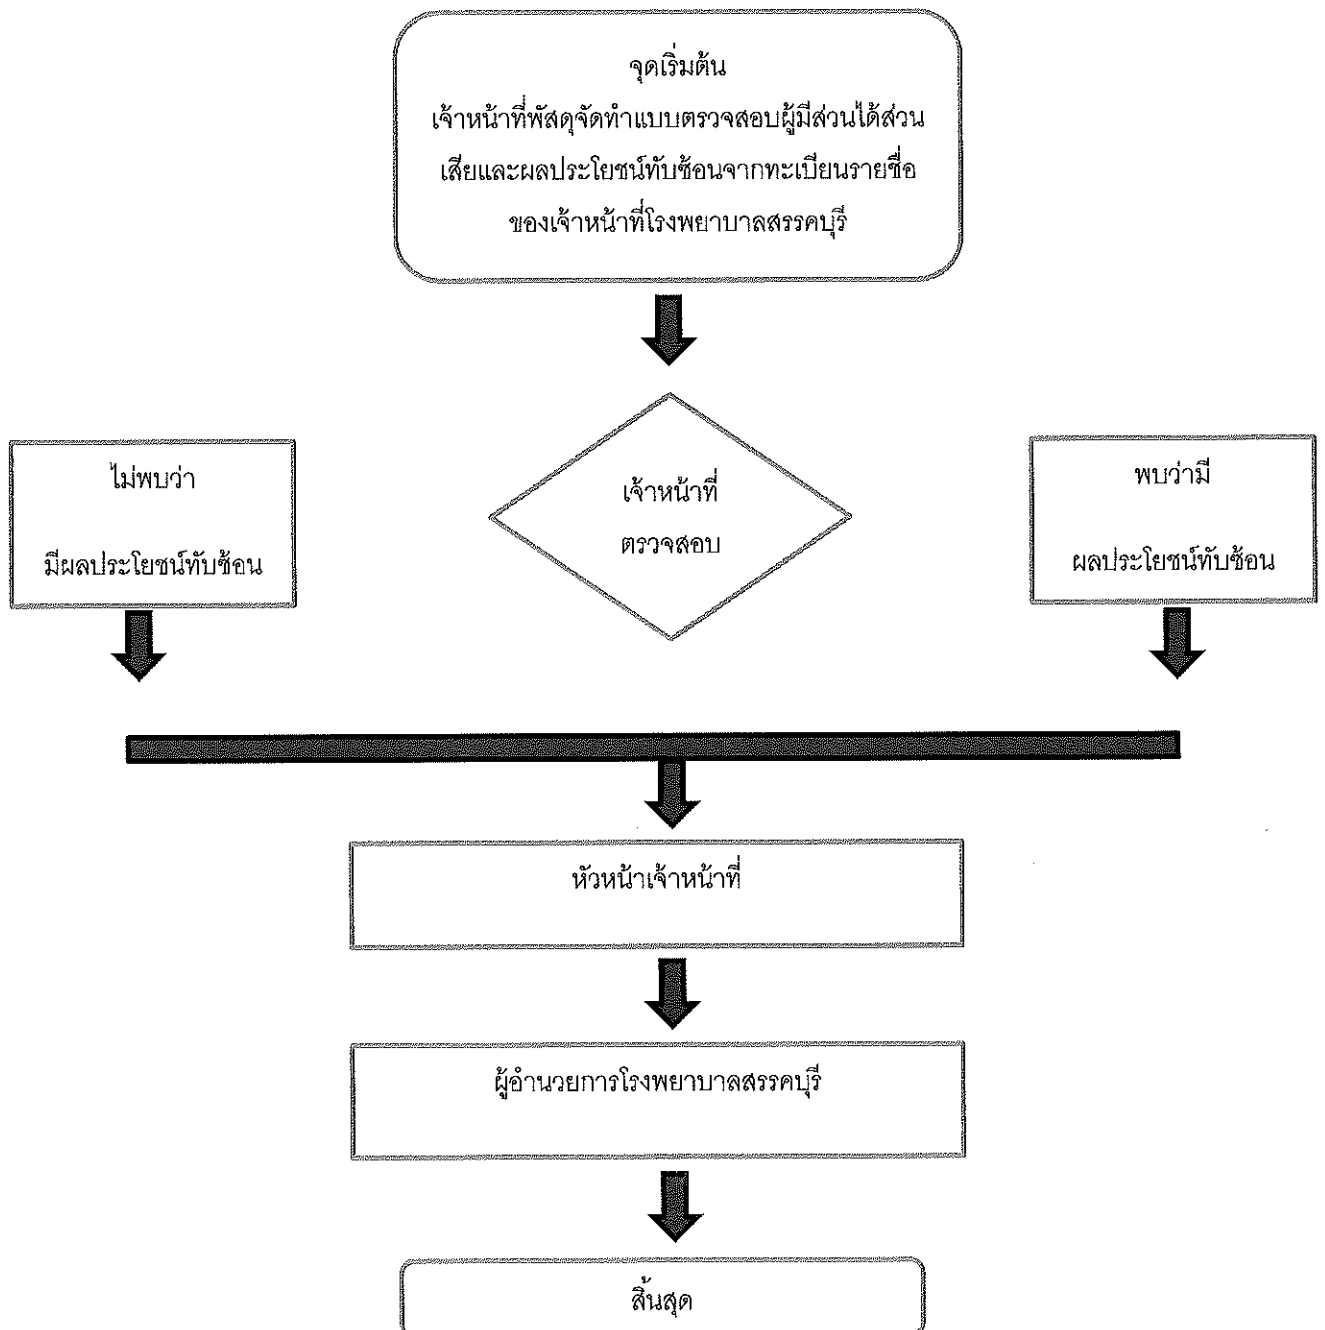 จุดเริ่มต้น
เจ้าหน้าที่พัสดุจัดทำแบบตรวจสอบผู้มีส่วนได้ส่วน
เสียและผลประโยชน์ทับซ้อนจากทะเบียนรายชื่อ
ของเจ้าหน้าที่โรงพยาบาลสรรคบุรี
ไม่พบว่า
มีผลประโยชน์ทับซ้อน
เจ้าหน้าที่
ตรวจสอบ
พบว่ามี
ผลประโยชน์ทับซ้อน
หัวหน้าเจ้าหน้าที่
ผู้อำนวยการโรงพยาบาลสรรคบุรี
สิ้นสุด